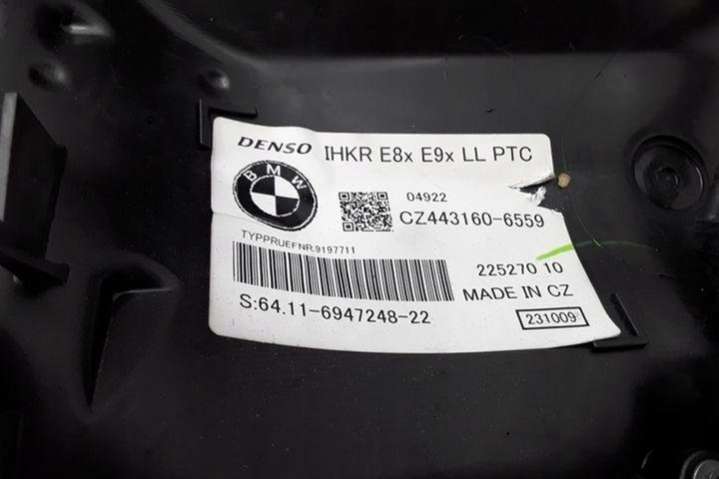 DENSO IHKR E8x E9x LL PTC
BMW
04922
CZ443160-6559
TYPPRUEFNR.9197711
225270 10
MADE IN CZ
S:64.11-6947248-22
231009